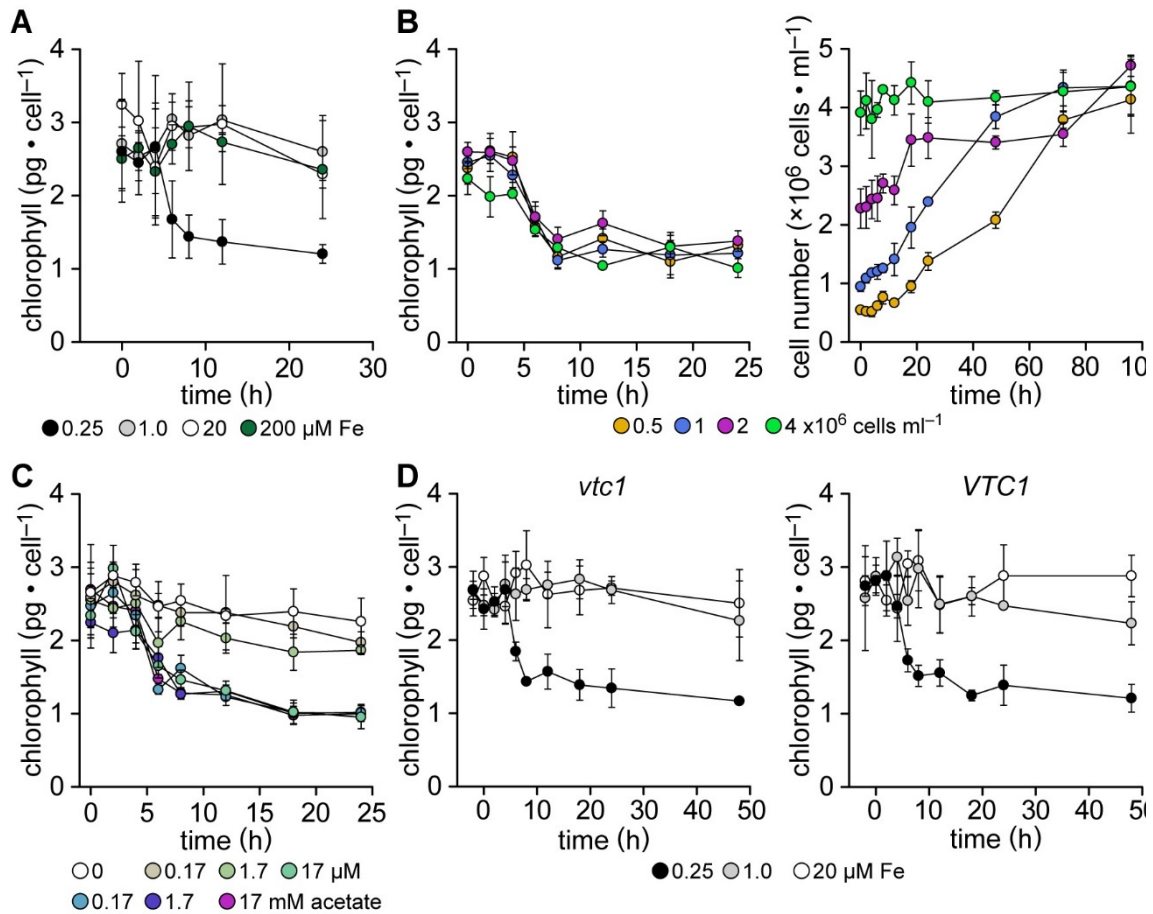 A
chlorophyll (pg • cell⁻¹)
4
3
2
1
0
0 10 20 30
time (h)
0.25 1.0 20 200 µM Fe
B
chlorophyll (pg • cell⁻¹)
4
3
2
1
0
0 5 10 15 20 25
time (h)
cell number (×10⁶ cells • ml⁻¹)
5
4
3
2
1
0
0 20 40 60 80 100
time (h)
0.5 1 2 4 x10⁶ cells ml⁻¹
C
chlorophyll (pg • cell⁻¹)
4
3
2
1
0
0 5 10 15 20 25
time (h)
0 0.17 1.7 17 µM
0.17 1.7 17 mM acetate
D
vtc1
chlorophyll (pg • cell⁻¹)
4
3
2
1
0
0 10 20 30 40 50
time (h)
VTC1
chlorophyll (pg • cell⁻¹)
4
3
2
1
0
0 10 20 30 40 50
time (h)
0.25 1.0 20 µM Fe